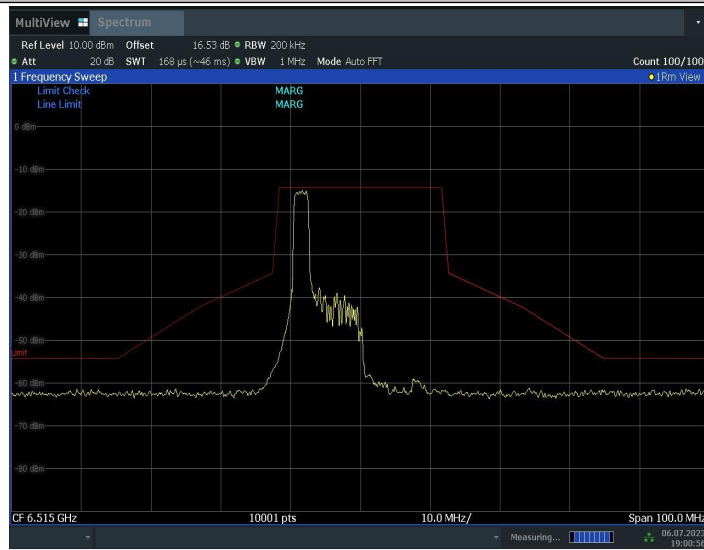 MultiView Spectrum
Ref Level 10.00 dBm Offset 16.53 dB RBW 200 kHz
Att 20 dB SWT 168 µs (~46 ms) VBW 1 MHz Mode Auto FFT Count 100/100
1 Frequency Sweep 1Rm View
Limit Check MARG
Line Limit MARG
0 dBm
-10 dBm
-20 dBm
-30 dBm
-40 dBm
-50 dBm
Limit
-60 dBm
-70 dBm
-80 dBm
CF 6.515 GHz 10001 pts 10.0 MHz/ Span 100.0 MHz
Measuring... 06.07.2023
19:00:56